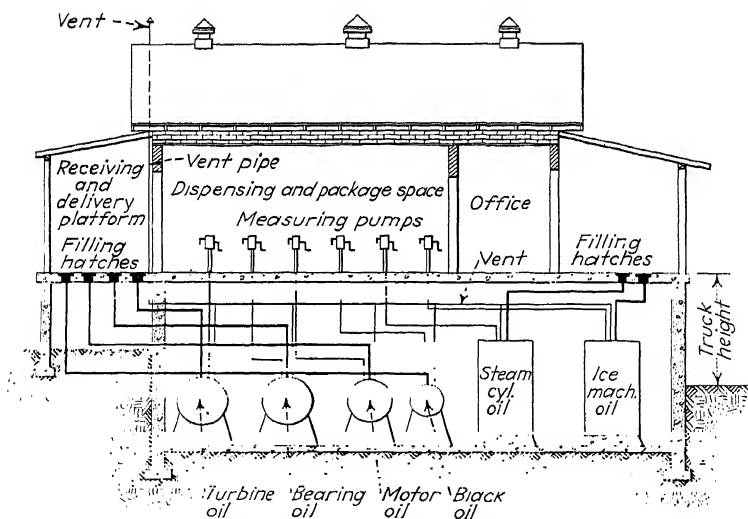 Vent
Receiving
and
delivery
platform
Filling
hatches
Vent pipe
Dispensing and package space
Measuring pumps
Office
Vent
Filling
hatches
Truck
height
Steam
cyl.
oil
Ice
mach.
oil
Turbine
oil
Bearing
oil
Motor
oil
Black
oil